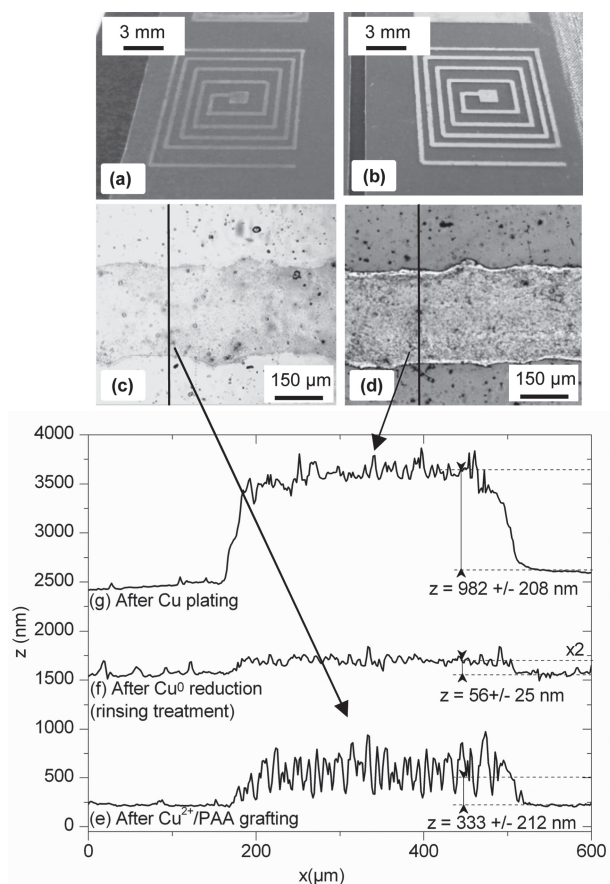 3 mm
3 mm
(a)
(b)
(c)
150 µm
(d)
150 µm
4000
3500
2500
1750
1500
1000
500
0
z (nm)
z = 982 +/- 208 nm
(g) After Cu plating
x2
(f) After Cu⁰ reduction
(rinsing treatment)
z = 56+/- 25 nm
(e) After Cu²⁺/PAA grafting
z = 333 +/- 212 nm
0 200 400 600
x(µm)